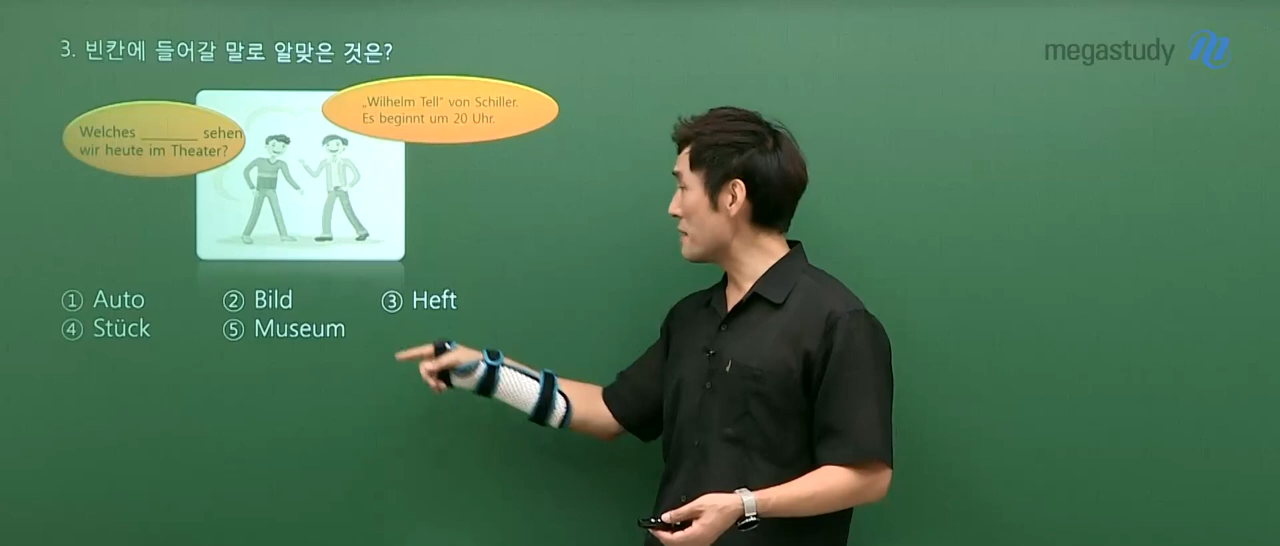 3. 빈칸에 들어갈 말로 알맞은 것은?
megastudy
Welches ________ sehen
wir heute im Theater?
„Wilhelm Tell“ von Schiller.
Es beginnt um 20 Uhr.
① Auto ② Bild ③ Heft
④ Stück ⑤ Museum